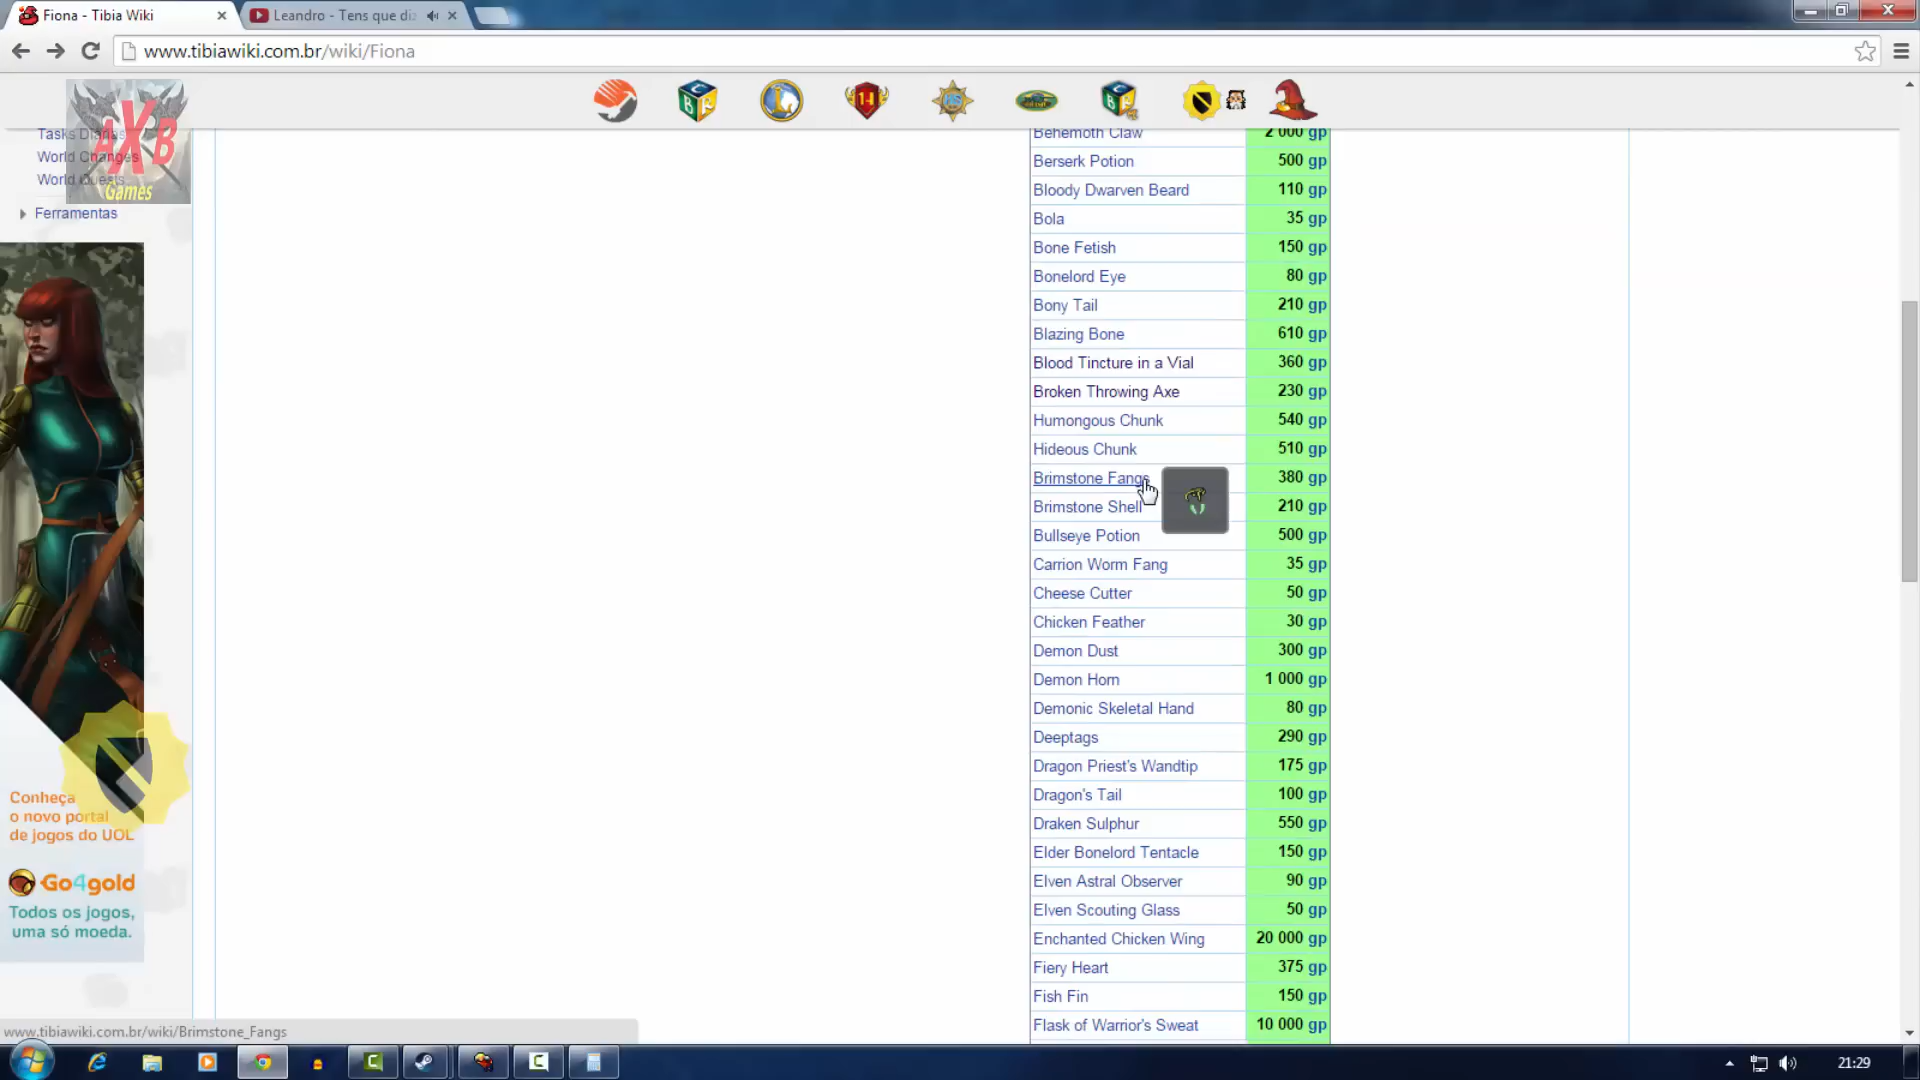 Fiona - Tibia Wiki
Leandro - Tens que di
www.tibiawiki.com.br/wiki/Fiona
Tasks Diarias
World Changes
World Quests
Ferramentas
AXB
Games
Behemoth Claw 2 000 gp
Berserk Potion 500 gp
Bloody Dwarven Beard 110 gp
Bola 35 gp
Bone Fetish 150 gp
Bonelord Eye 80 gp
Bony Tail 210 gp
Blazing Bone 610 gp
Blood Tincture in a Vial 360 gp
Broken Throwing Axe 230 gp
Humongous Chunk 540 gp
Hideous Chunk 510 gp
Brimstone Fangs 380 gp
Brimstone Shell 210 gp
Bullseye Potion 500 gp
Carrion Worm Fang 35 gp
Cheese Cutter 50 gp
Chicken Feather 30 gp
Demon Dust 300 gp
Demon Horn 1 000 gp
Demonic Skeletal Hand 80 gp
Deeptags 290 gp
Dragon Priest's Wandtip 175 gp
Dragon's Tail 100 gp
Draken Sulphur 550 gp
Elder Bonelord Tentacle 150 gp
Elven Astral Observer 90 gp
Elven Scouting Glass 50 gp
Enchanted Chicken Wing 20 000 gp
Fiery Heart 375 gp
Fish Fin 150 gp
Flask of Warrior's Sweat 10 000 gp
Conheça
o novo portal
de jogos do UOL
Go4gold
Todos os jogos,
uma só moeda.
www.tibiawiki.com.br/wiki/Brimstone_Fangs
21:29